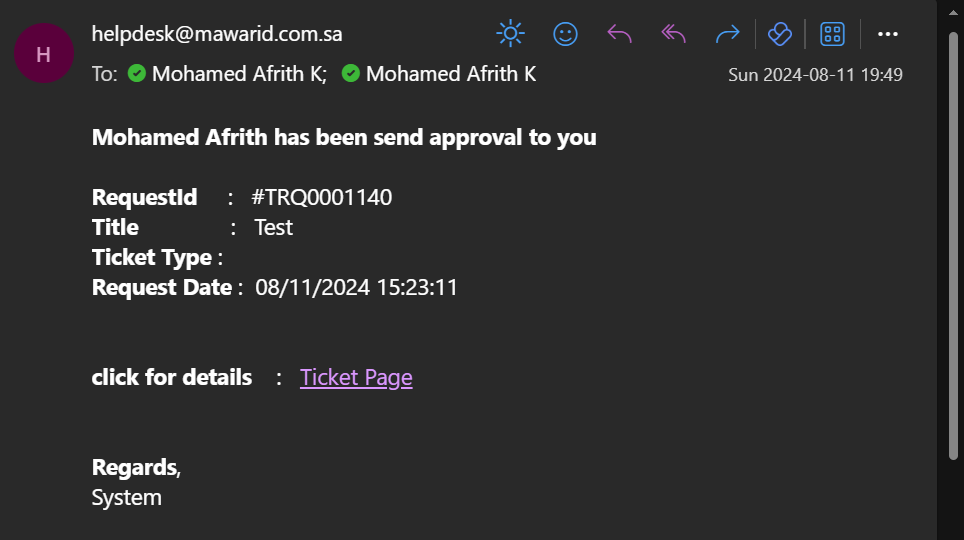 H
helpdesk@mawarid.com.sa
To: Mohamed Afrith K; Mohamed Afrith K
Sun 2024-08-11 19:49
Mohamed Afrith has been send approval to you
RequestId : #TRQ0001140
Title : Test
Ticket Type :
Request Date : 08/11/2024 15:23:11
click for details : Ticket Page
Regards,
System